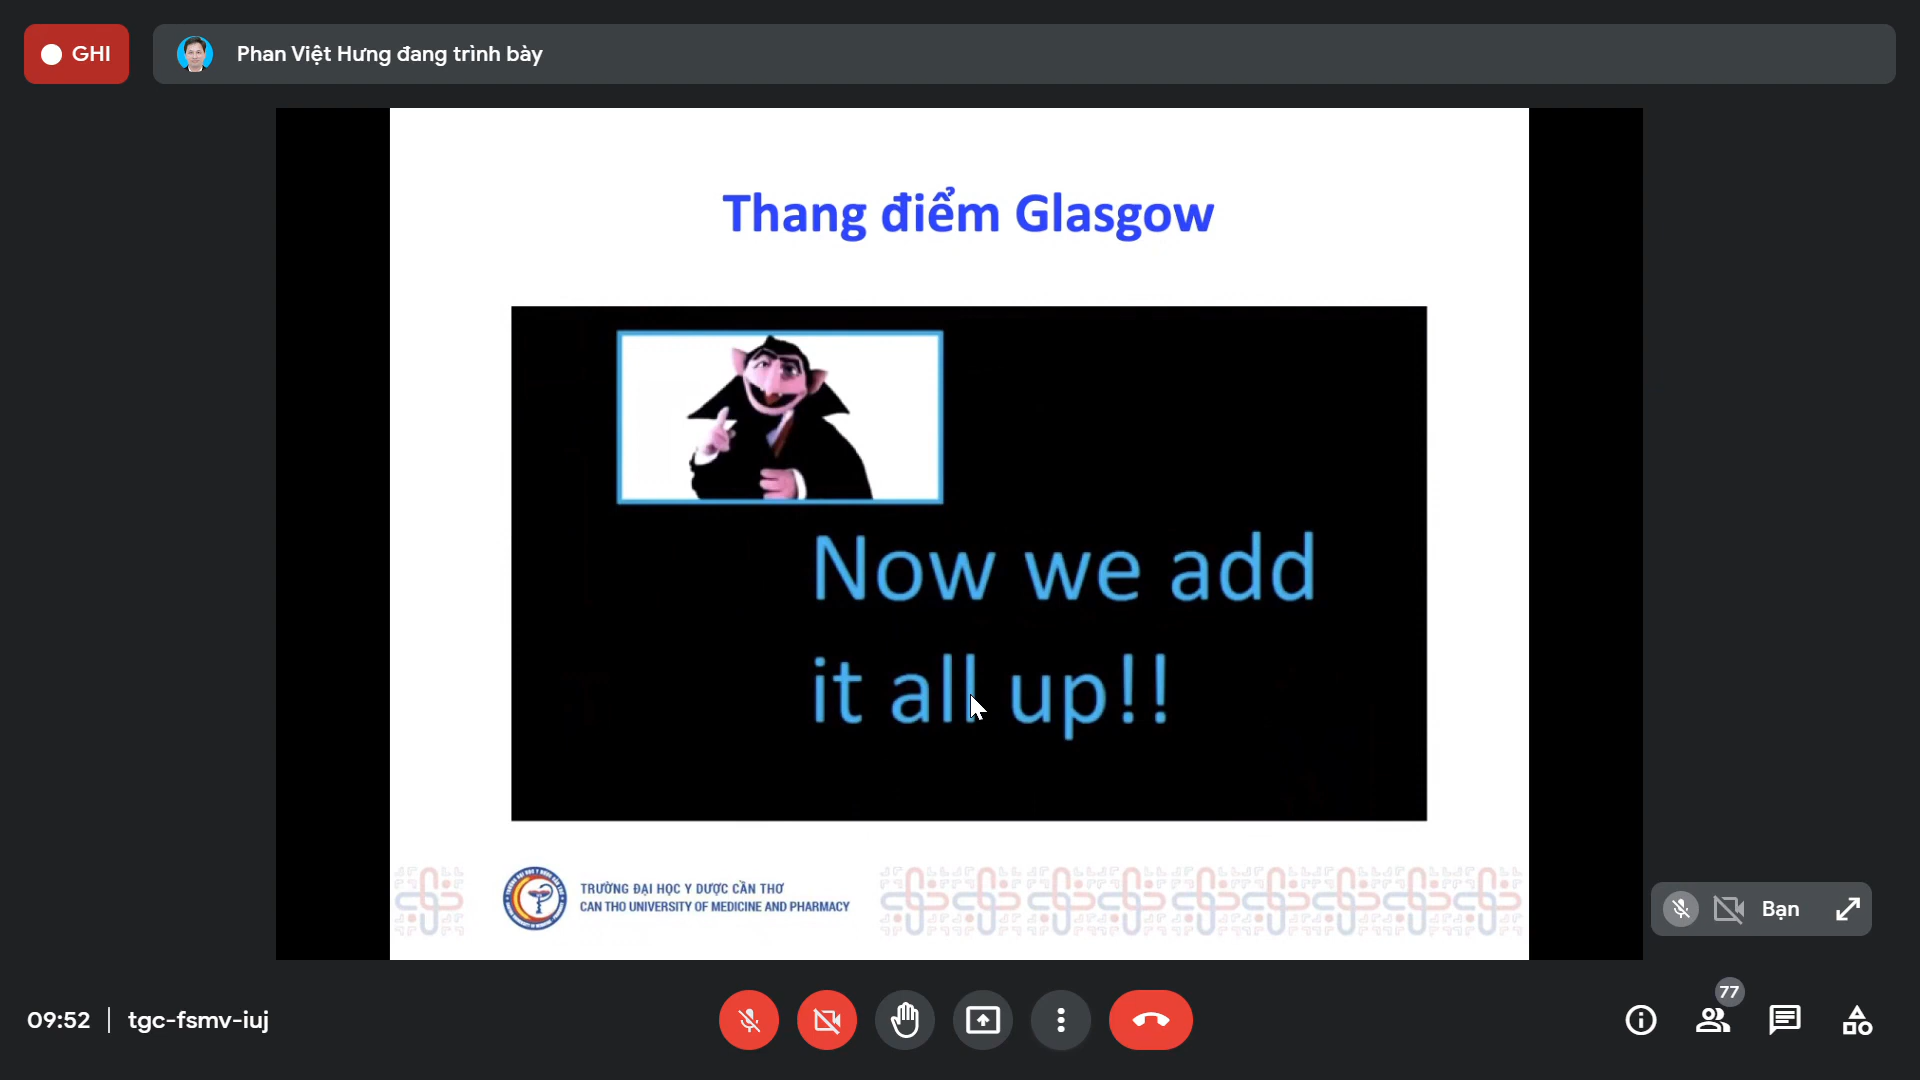 GHI
Phan Việt Hưng đang trình bày
Thang điểm Glasgow
Now we add
it all up!!
TRƯỜNG ĐẠI HỌC Y DƯỢC CẦN THƠ
CAN THO UNIVERSITY OF MEDICINE AND PHARMACY
Bạn
09:52 | tgc-fsmv-iuj
77